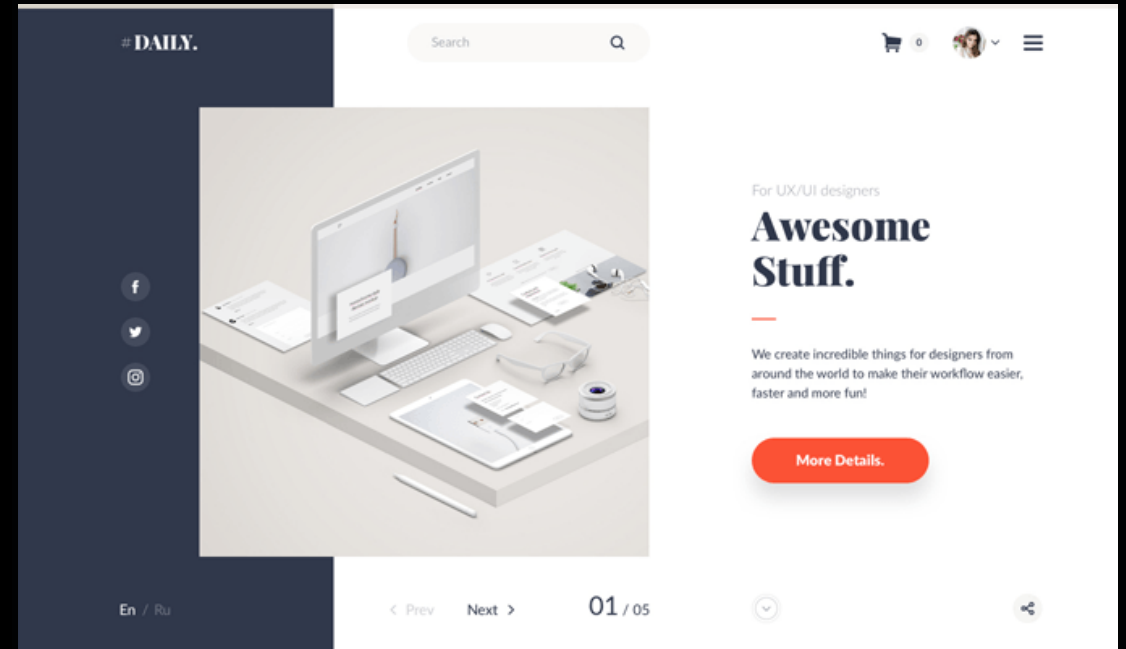 #DAILY.
Search
0
For UX/UI designers
Awesome
Stuff.
We create incredible things for designers from
around the world to make their workflow easier,
faster and more fun!
More Details.
En / Ru
< Prev Next >
01 / 05